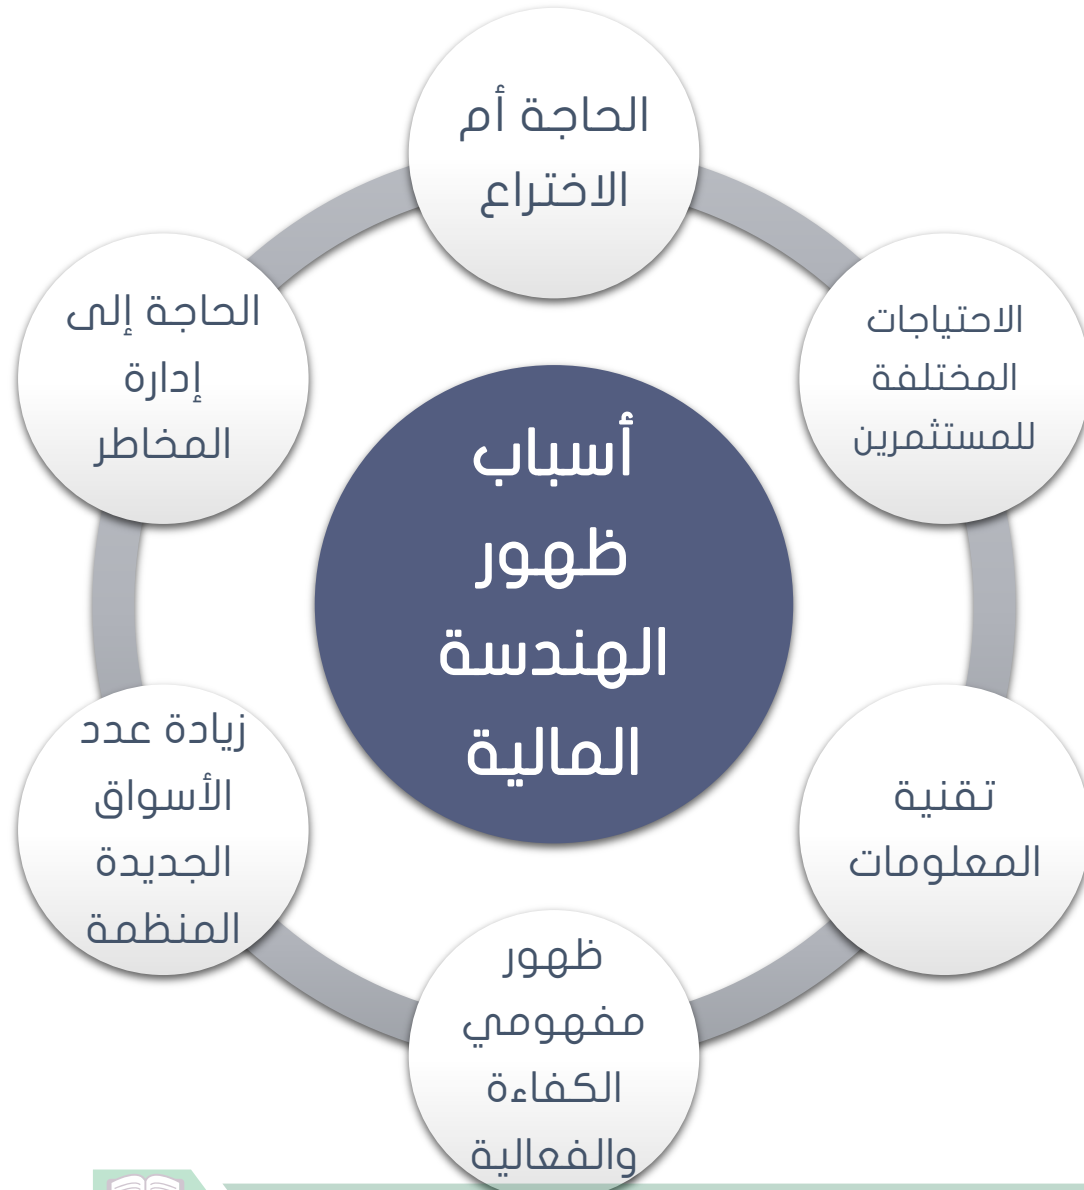 أسباب
ظهور
الهندسة
المالية
الحاجة أم
الاختراع
الاحتياجات
المختلفة
للمستثمرين
تقنية
المعلومات
ظهور
مفهومي
الكفاءة
والفعالية
زيادة عدد
الأسواق
الجديدة
المنظمة
الحاجة إلى
إدارة
المخاطر